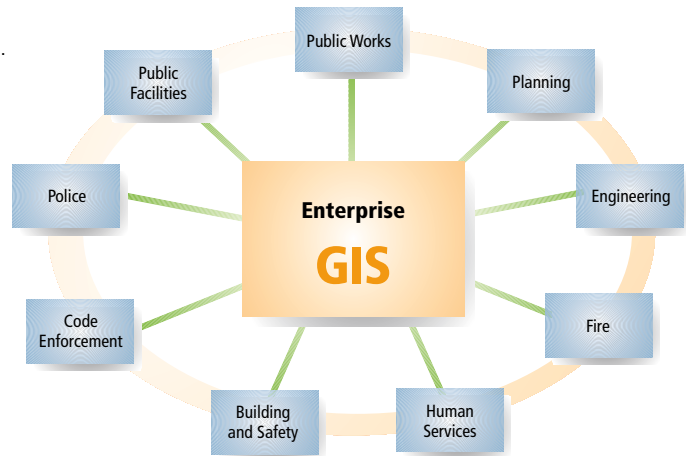 .
Public Works
Public
Facilities
Planning
Police
Enterprise
GIS
Engineering
Code
Enforcement
Fire
Building
and Safety
Human
Services